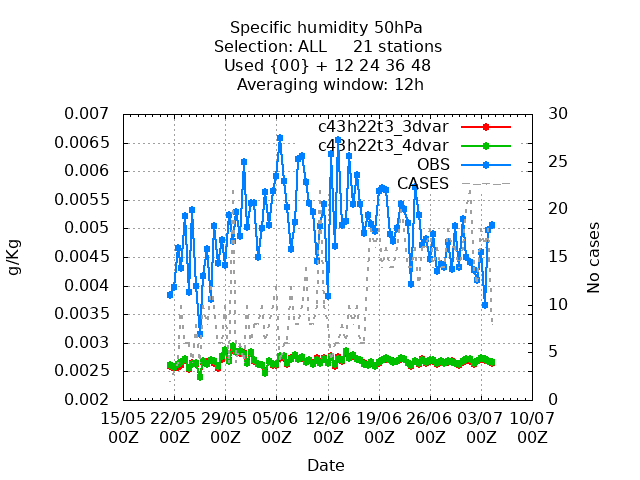 Specific humidity 50hPa
Selection: ALL     21 stations
Used {00} + 12 24 36 48
Averaging window: 12h
c43h22t3_3dvar
c43h22t3_4dvar
OBS
CASES
g/Kg
0.007
0.0065
0.006
0.0055
0.005
0.0045
0.004
0.0035
0.003
0.0025
0.002
30
25
20
15
10
5
0
No cases
15/05 22/05 29/05 05/06 12/06 19/06 26/06 03/07 10/07
00Z 00Z 00Z 00Z 00Z 00Z 00Z 00Z 00Z
Date